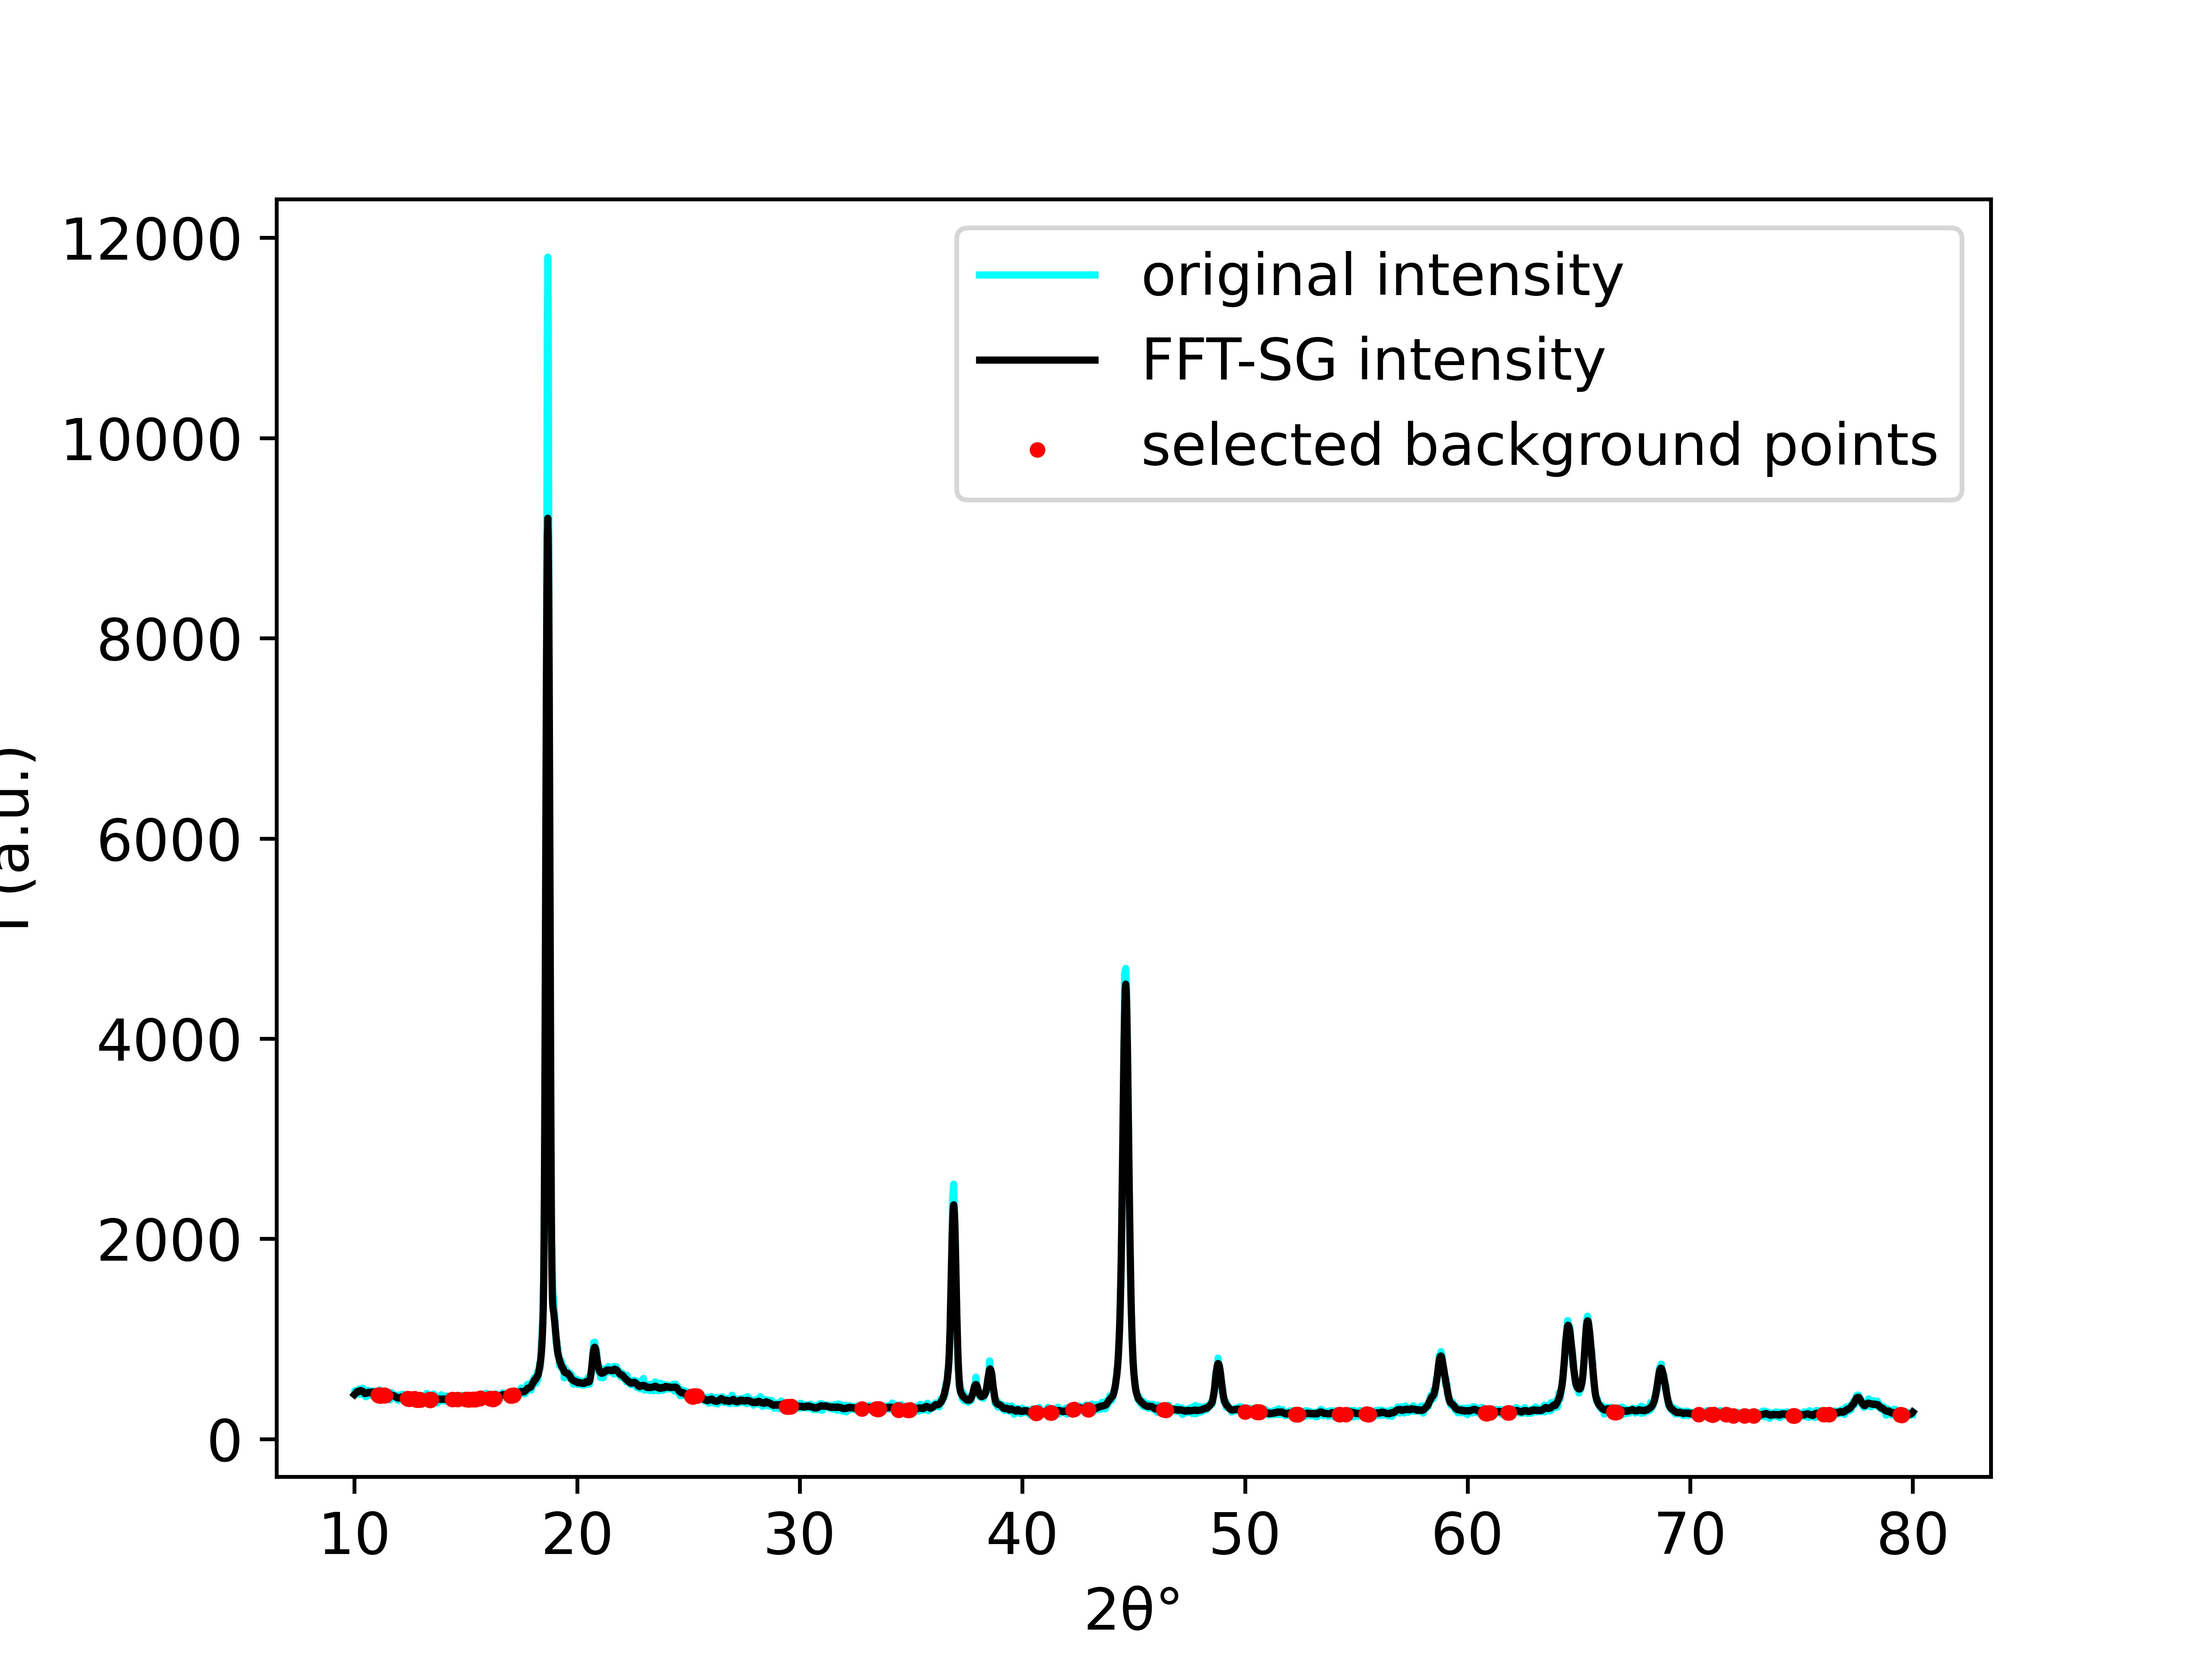 12000
10000
8000
6000
4000
2000
0
10 20 30 40 50 60 70 80
2θ°
(a.u.)
original intensity
FFT-SG intensity
selected background points